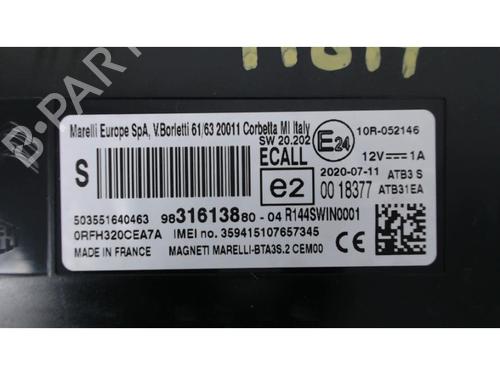 B-PARTS
Marelli Europe SpA, V.Borletti 61/63 20011 Corbetta MI Italy
SW 20.202
ECALL
E24
10R-052146
12V 1A
S
e2
2020-07-11 ATB3 S
00 18377 ATB31EA
503551640463 9831613880-04 R144SWIN0001
0RFH320CEA7A IMEI no. 359415107657345
MADE IN FRANCE MAGNETI MARELLI-BTA3S.2 CEM00